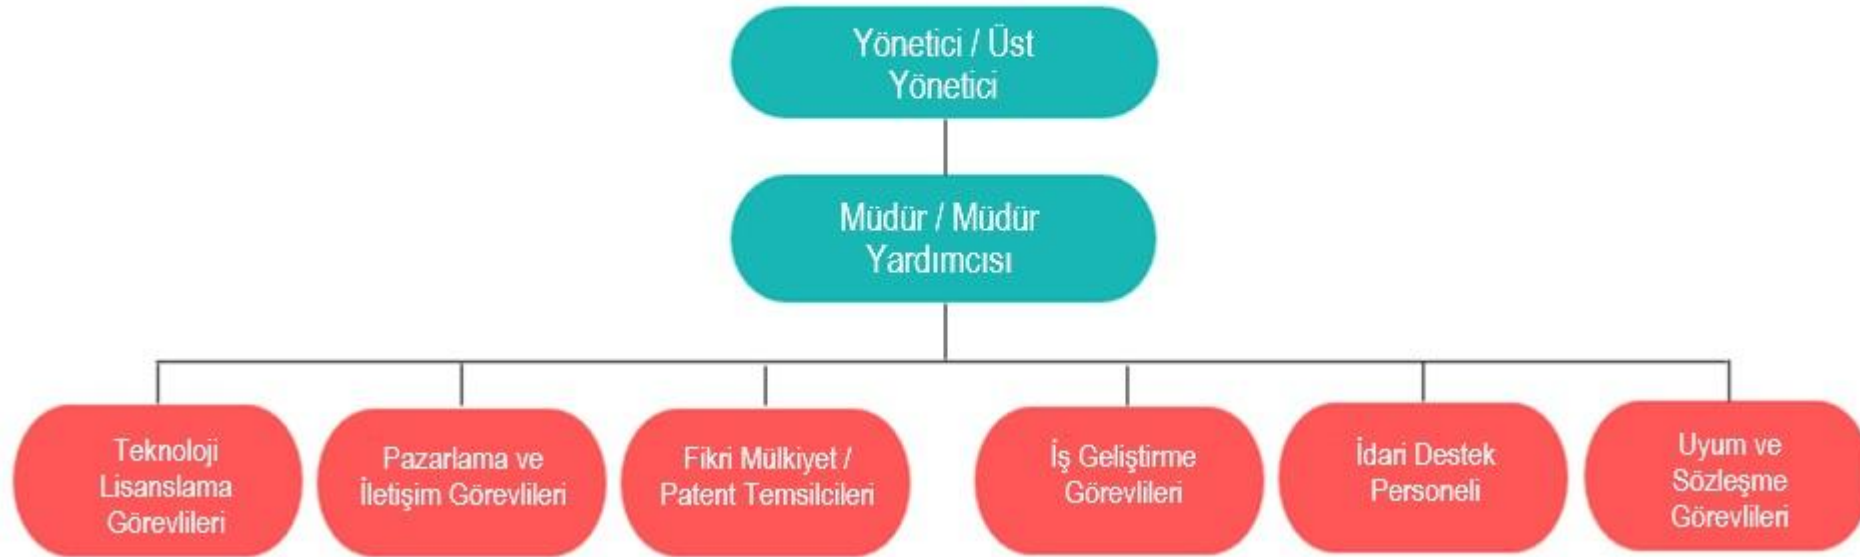 Yönetici / Üst
Yönetici
Müdür / Müdür
Yardımcısı
Teknoloji
Lisanslama
Görevlileri
Pazarlama ve
İletişim Görevlileri
Fikri Mülkiyet /
Patent Temsilcileri
İş Geliştirme
Görevlileri
İdari Destek
Personeli
Uyum ve
Sözleşme
Görevlileri